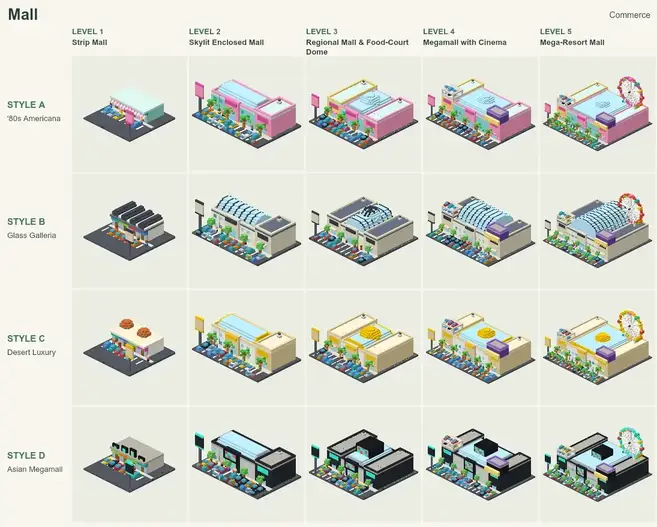 Mall
Commerce
LEVEL 1
Strip Mall
LEVEL 2
Skylit Enclosed Mall
LEVEL 3
Regional Mall & Food-Court
Dome
LEVEL 4
Megamall with Cinema
LEVEL 5
Mega-Resort Mall
STYLE A
'80s Americana
STYLE B
Glass Galleria
STYLE C
Desert Luxury
STYLE D
Asian Megamall